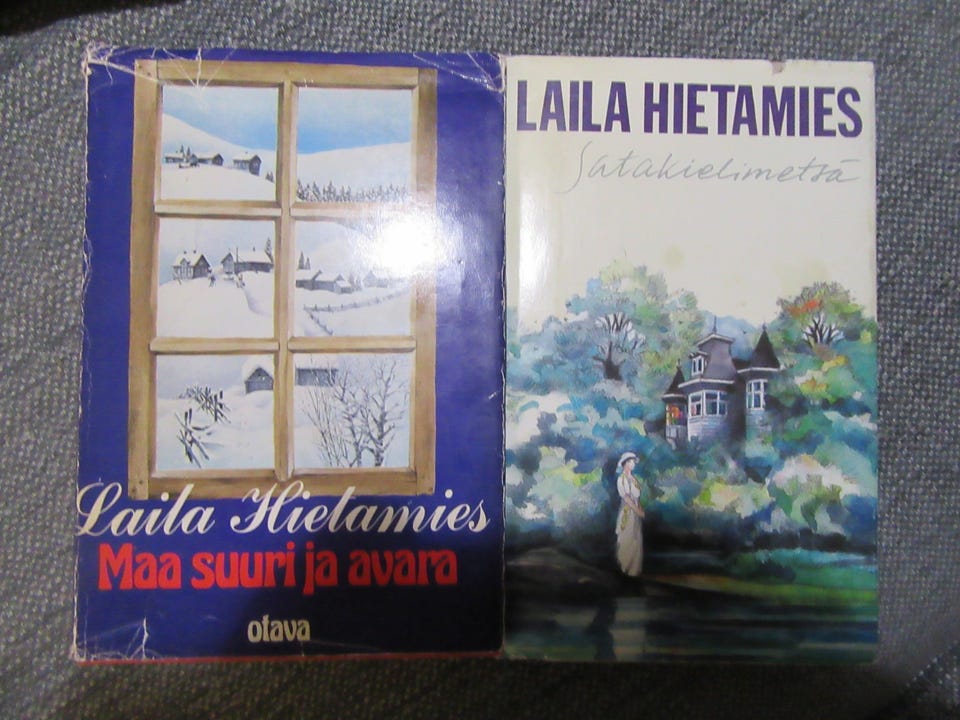 Laila Hietamies
Maa suuri ja avara
otava
LAILA HIETAMIES
Satakielimetsä